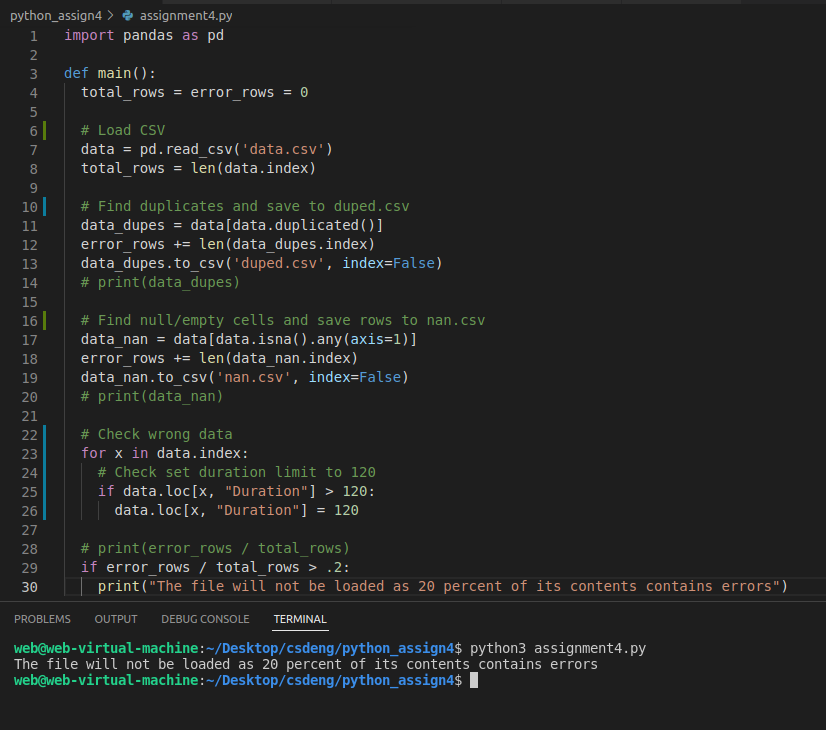 python_assign4 > assignment4.py
1 import pandas as pd
2
3 def main():
4   total_rows = error_rows = 0
5
6   # Load CSV
7   data = pd.read_csv('data.csv')
8   total_rows = len(data.index)
9
10   # Find duplicates and save to duped.csv
11   data_dupes = data[data.duplicated()]
12   error_rows += len(data_dupes.index)
13   data_dupes.to_csv('duped.csv', index=False)
14   # print(data_dupes)
15
16   # Find null/empty cells and save rows to nan.csv
17   data_nan = data[data.isna().any(axis=1)]
18   error_rows += len(data_nan.index)
19   data_nan.to_csv('nan.csv', index=False)
20   # print(data_nan)
21
22   # Check wrong data
23   for x in data.index:
24     # Check set duration limit to 120
25     if data.loc[x, "Duration"] > 120:
26       data.loc[x, "Duration"] = 120
27
28   # print(error_rows / total_rows)
29   if error_rows / total_rows > .2:
30     print("The file will not be loaded as 20 percent of its contents contains errors")
PROBLEMS OUTPUT DEBUG CONSOLE TERMINAL
web@web-virtual-machine:~/Desktop/csdeng/python_assign4$ python3 assignment4.py
The file will not be loaded as 20 percent of its contents contains errors
web@web-virtual-machine:~/Desktop/csdeng/python_assign4$